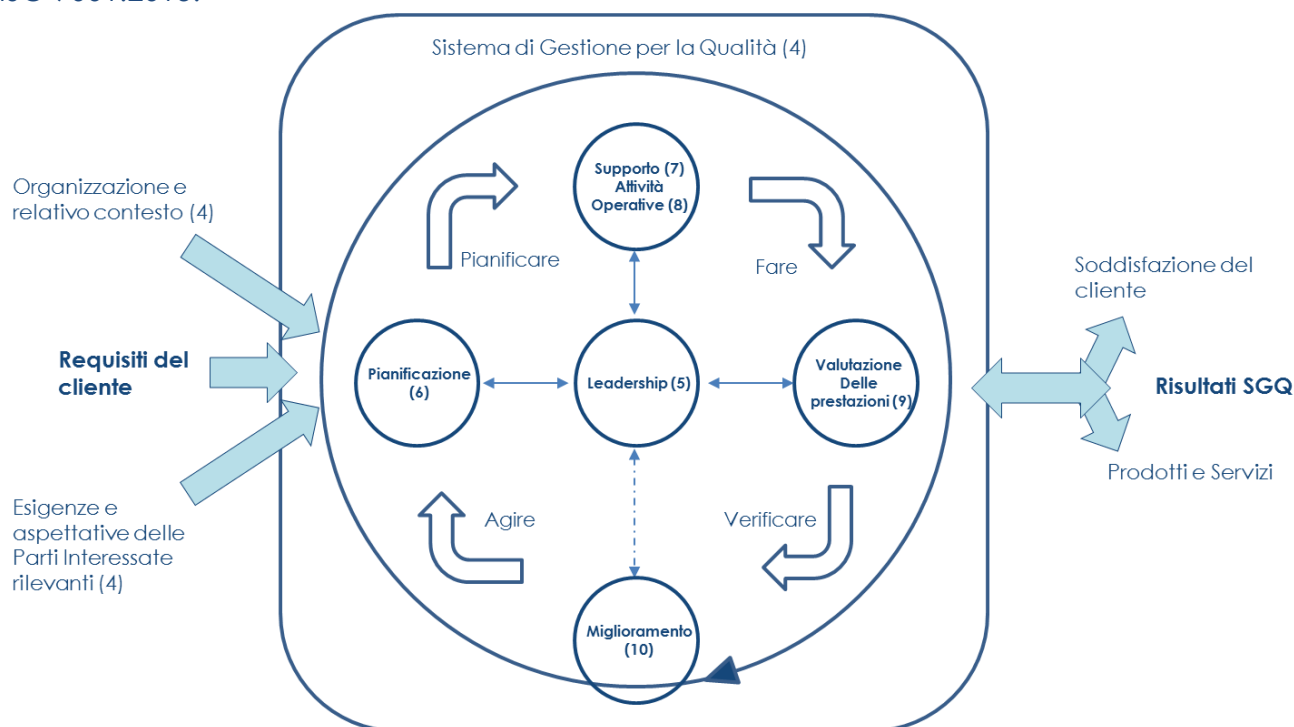 Sistema di Gestione per la Qualità (4)
Supporto (7)
Attività
Operative (8)
Organizzazione e
relativo contesto (4)
Pianificare
Fare
Soddisfazione del
cliente
Requisiti del
cliente
Pianificazione
(6)
Leadership (5)
Valutazione
Delle
prestazioni (9)
Risultati SGQ
Prodotti e Servizi
Esigenze e
aspettative delle
Parti Interessate
rilevanti (4)
Agire
Verificare
Miglioramento
(10)